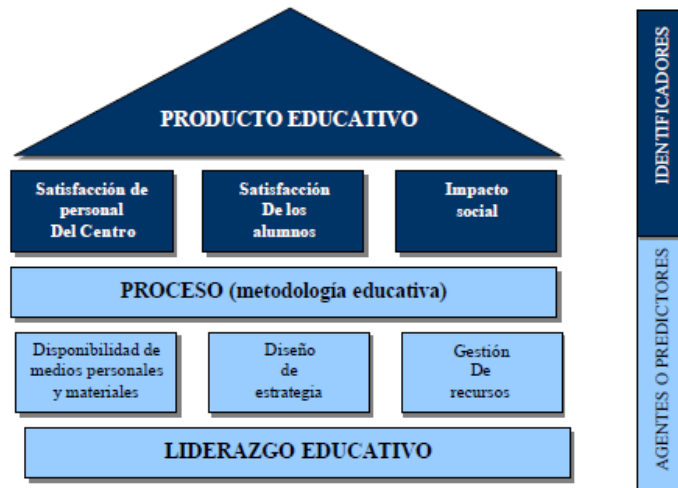 PRODUCTO EDUCATIVO
Satisfacción de
personal
Del Centro
Satisfacción
De los
alumnos
Impacto
social
PROCESO (metodología educativa)
Disponibilidad de
medios personales
y materiales
Diseño
de
estrategia
Gestión
De
recursos
LIDERAZGO EDUCATIVO
IDENTIFICADORES
AGENTES O PREDICTORES